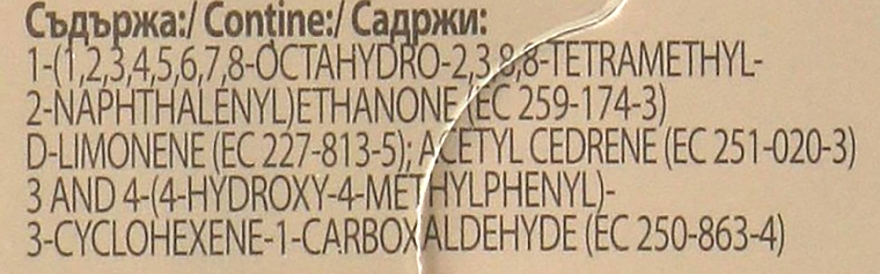 Съдържа:/ Conţine:/ Садржи:
1-(1,2,3,4,5,6,7,8-OCTAHYDRO-2,3,8,8-TETRAMETHYL-
2-NAPHTHALENYL)ETHANONE (EC 259-174-3)
D-LIMONENE (EC 227-813-5); ACETYL CEDRENE (EC 251-020-3)
3 AND 4-(4-HYDROXY-4-METHYLPHENYL)-
3-CYCLOHEXENE-1-CARBOXALDEHYDE (EC 250-863-4)